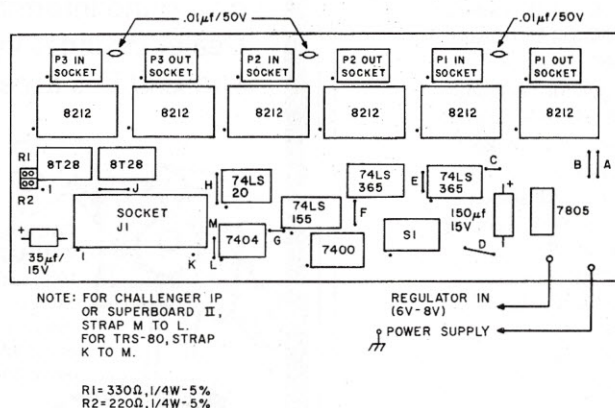 .01µf/50V
.01µf/50V
P3 IN
SOCKET
P3 OUT
SOCKET
P2 IN
SOCKET
P2 OUT
SOCKET
P1 IN
SOCKET
P1 OUT
SOCKET
8212
8212
8212
8212
8212
8212
R1
R2
8T28
8T28
I
J
H
74LS
20
74LS
365
E
74LS
365
C
B
A
SOCKET
J1
M
74LS
155
F
+
150µf
15V
7805
+
35µf/
15V
I
K
L
7404
G
7400
S1
D
NOTE: FOR CHALLENGER 1P
OR SUPERBOARD II,
STRAP M TO L.
FOR TRS-80, STRAP
K TO M.
REGULATOR IN
(6V-8V)
POWER SUPPLY
R1=330Ω, 1/4W-5%
R2=220Ω, 1/4W-5%